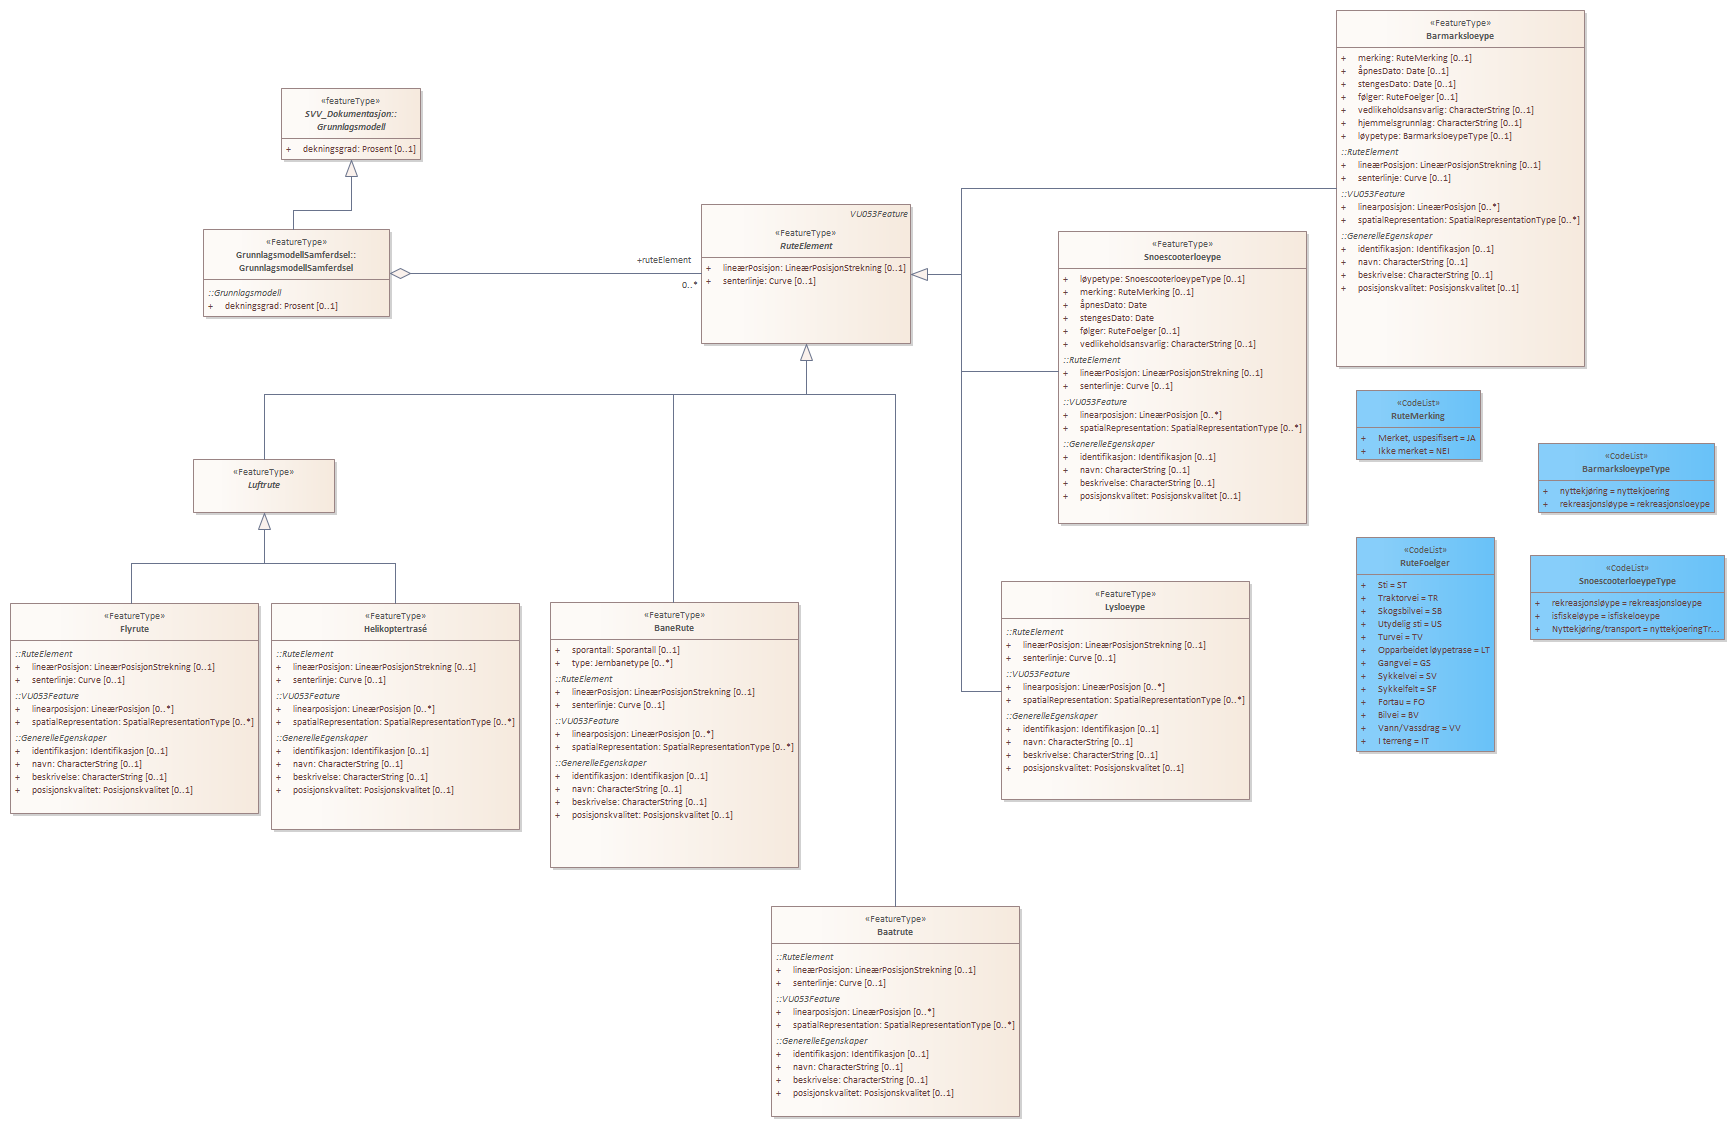 «FeatureType»
Barmarksloeype
+ merking: RuteMerking [0..1]
+ åpnesDato: Date [0..1]
+ stengesDato: Date [0..1]
+ følger: RuteFoelger [0..1]
+ vedlikeholdsansvarlig: CharacterString [0..1]
+ hjemmelsgrunnlag: CharacterString [0..1]
+ løypetype: BarmarksloeypeType [0..1]
::RuteElement
+ lineærPosisjon: LineærPosisjonStrekning [0..1]
+ senterlinje: Curve [0..1]
::VU053Feature
+ linearposisjon: LineærPosisjon [0..*]
+ spatialRepresentation: SpatialRepresentationType [0..*]
::GenerelleEgenskaper
+ identifikasjon: Identifikasjon [0..1]
+ navn: CharacterString [0..1]
+ beskrivelse: CharacterString [0..1]
+ posisjonskvalitet: Posisjonskvalitet [0..1]
«featureType»
SVV_Dokumentasjon::
Grunnlagsmodell
+ dekningsgrad: Prosent [0..1]
«FeatureType»
GrunnlagsmodellSamferdsel::
GrunnlagsmodellSamferdsel
::Grunnlagsmodell
+ dekningsgrad: Prosent [0..1]
+ruteElement
0..*
VU053Feature
«FeatureType»
RuteElement
+ lineærPosisjon: LineærPosisjonStrekning [0..1]
+ senterlinje: Curve [0..1]
«FeatureType»
Snoescooterloeype
+ løypetype: SnoescooterloeypeType [0..1]
+ merking: RuteMerking [0..1]
+ åpnesDato: Date
+ stengesDato: Date
+ følger: RuteFoelger [0..1]
+ vedlikeholdsansvarlig: CharacterString [0..1]
::RuteElement
+ lineærPosisjon: LineærPosisjonStrekning [0..1]
+ senterlinje: Curve [0..1]
::VU053Feature
+ linearposisjon: LineærPosisjon [0..*]
+ spatialRepresentation: SpatialRepresentationType [0..*]
::GenerelleEgenskaper
+ identifikasjon: Identifikasjon [0..1]
+ navn: CharacterString [0..1]
+ beskrivelse: CharacterString [0..1]
+ posisjonskvalitet: Posisjonskvalitet [0..1]
«CodeList»
RuteMerking
+ Merket, uspesifisert = JA
+ Ikke merket = NEI
«CodeList»
BarmarksloeypeType
+ nyttekjøring = nyttekjoering
+ rekreasjonsløype = rekreasjonsloeype
«CodeList»
RuteFoelger
+ Sti = ST
+ Traktorvei = TR
+ Skogsbilvei = SB
+ Utydelig sti = US
+ Turvei = TV
+ Opparbeidet løypetrase = LT
+ Gangvei = GS
+ Sykkelvei = SV
+ Sykkelfelt = SF
+ Fortau = FO
+ Bilvei = BV
+ Vann/Vassdrag = VV
+ I terreng = IT
«CodeList»
SnoescooterloeypeType
+ rekreasjonsløype = rekreasjonsloeype
+ isfiskeløype = isfiskeloeype
+ Nyttekjøring/transport = nyttekjoeringTr...
«FeatureType»
Luftrute
«FeatureType»
Flyrute
::RuteElement
+ lineærPosisjon: LineærPosisjonStrekning [0..1]
+ senterlinje: Curve [0..1]
::VU053Feature
+ linearposisjon: LineærPosisjon [0..*]
+ spatialRepresentation: SpatialRepresentationType [0..*]
::GenerelleEgenskaper
+ identifikasjon: Identifikasjon [0..1]
+ navn: CharacterString [0..1]
+ beskrivelse: CharacterString [0..1]
+ posisjonskvalitet: Posisjonskvalitet [0..1]
«FeatureType»
Helikoptertrasé
::RuteElement
+ lineærPosisjon: LineærPosisjonStrekning [0..1]
+ senterlinje: Curve [0..1]
::VU053Feature
+ linearposisjon: LineærPosisjon [0..*]
+ spatialRepresentation: SpatialRepresentationType [0..*]
::GenerelleEgenskaper
+ identifikasjon: Identifikasjon [0..1]
+ navn: CharacterString [0..1]
+ beskrivelse: CharacterString [0..1]
+ posisjonskvalitet: Posisjonskvalitet [0..1]
«FeatureType»
BaneRute
+ sporantall: Sporantall [0..1]
+ type: Jernbanetype [0..*]
::RuteElement
+ lineærPosisjon: LineærPosisjonStrekning [0..1]
+ senterlinje: Curve [0..1]
::VU053Feature
+ linearposisjon: LineærPosisjon [0..*]
+ spatialRepresentation: SpatialRepresentationType [0..*]
::GenerelleEgenskaper
+ identifikasjon: Identifikasjon [0..1]
+ navn: CharacterString [0..1]
+ beskrivelse: CharacterString [0..1]
+ posisjonskvalitet: Posisjonskvalitet [0..1]
«FeatureType»
Lysloeype
::RuteElement
+ lineærPosisjon: LineærPosisjonStrekning [0..1]
+ senterlinje: Curve [0..1]
::VU053Feature
+ linearposisjon: LineærPosisjon [0..*]
+ spatialRepresentation: SpatialRepresentationType [0..*]
::GenerelleEgenskaper
+ identifikasjon: Identifikasjon [0..1]
+ navn: CharacterString [0..1]
+ beskrivelse: CharacterString [0..1]
+ posisjonskvalitet: Posisjonskvalitet [0..1]
«FeatureType»
Baatrute
::RuteElement
+ lineærPosisjon: LineærPosisjonStrekning [0..1]
+ senterlinje: Curve [0..1]
::VU053Feature
+ linearposisjon: LineærPosisjon [0..*]
+ spatialRepresentation: SpatialRepresentationType [0..*]
::GenerelleEgenskaper
+ identifikasjon: Identifikasjon [0..1]
+ navn: CharacterString [0..1]
+ beskrivelse: CharacterString [0..1]
+ posisjonskvalitet: Posisjonskvalitet [0..1]